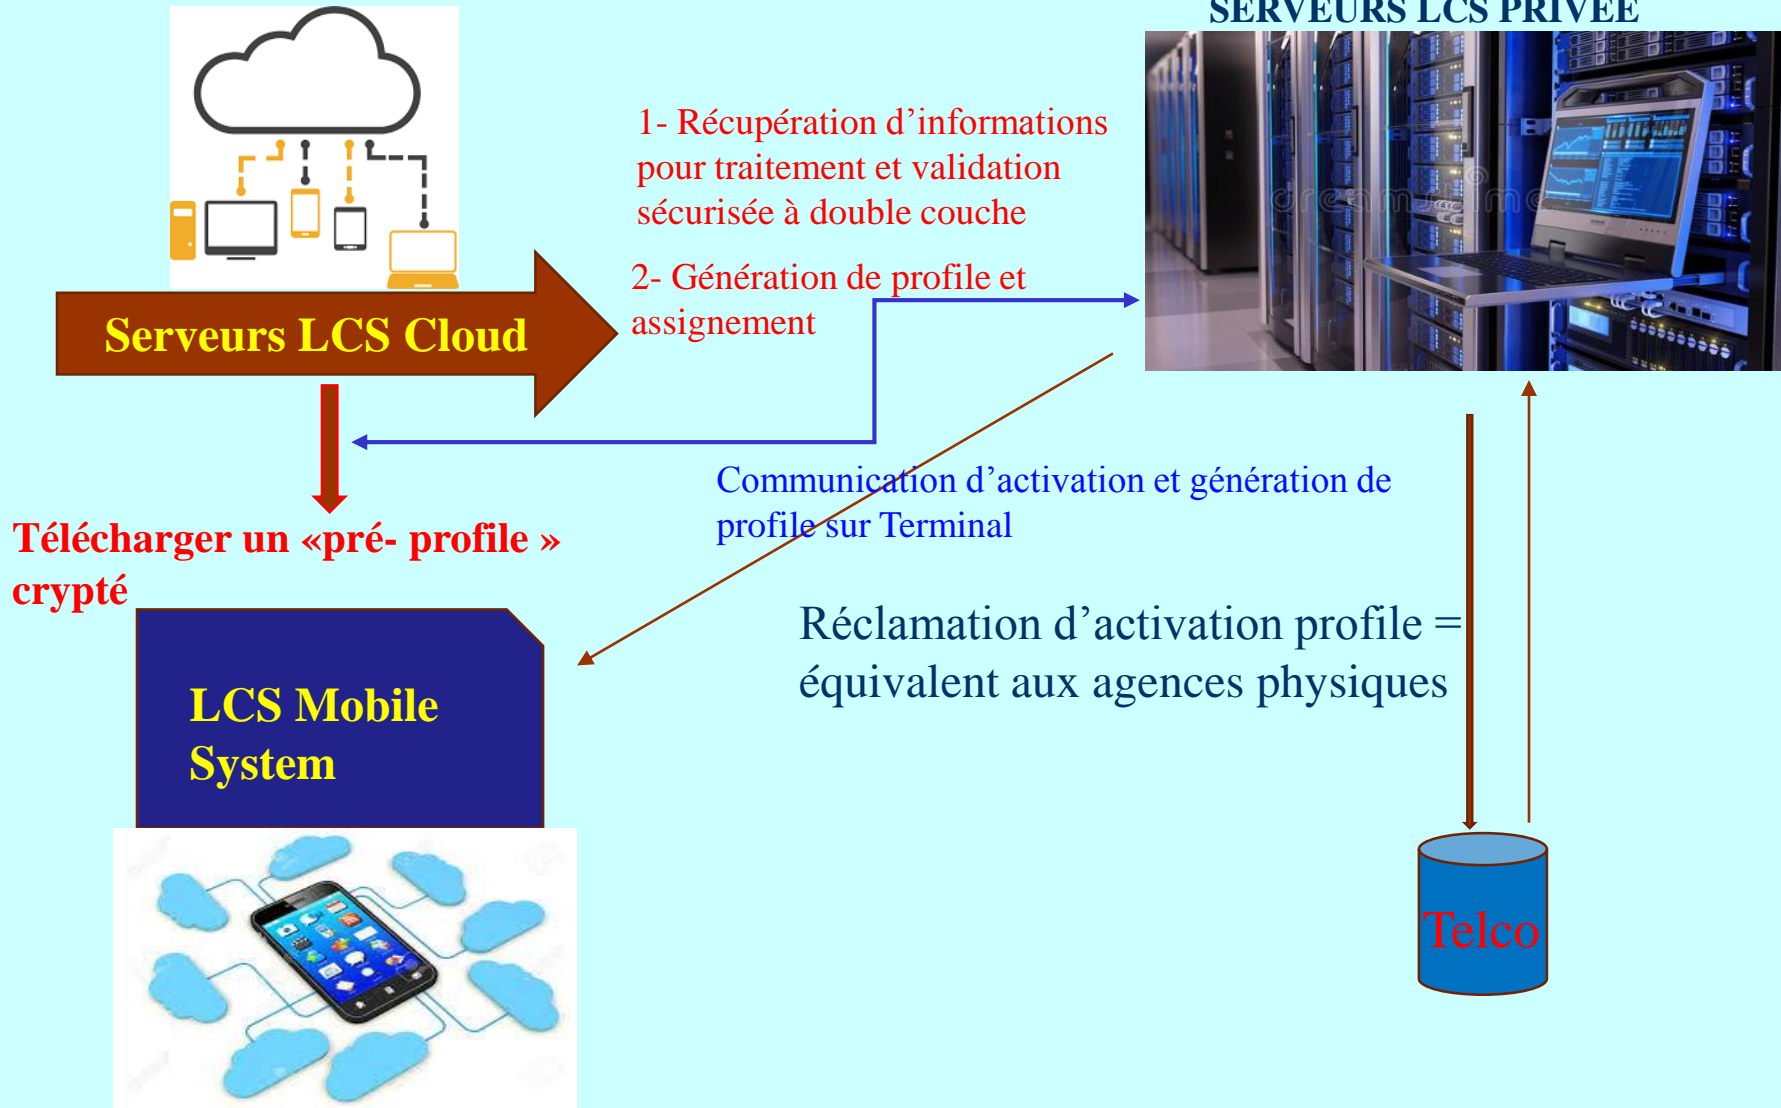 SERVEURS LCS PRIVEE
1- Récupération d’informations
pour traitement et validation
sécurisée à double couche
2- Génération de profile et
assignement
Serveurs LCS Cloud
Communication d’activation et génération de
profile sur Terminal
Télécharger un «pré- profile »
crypté
Réclamation d’activation profile =
équivalent aux agences physiques
LCS Mobile
System
Telco
dreamstime